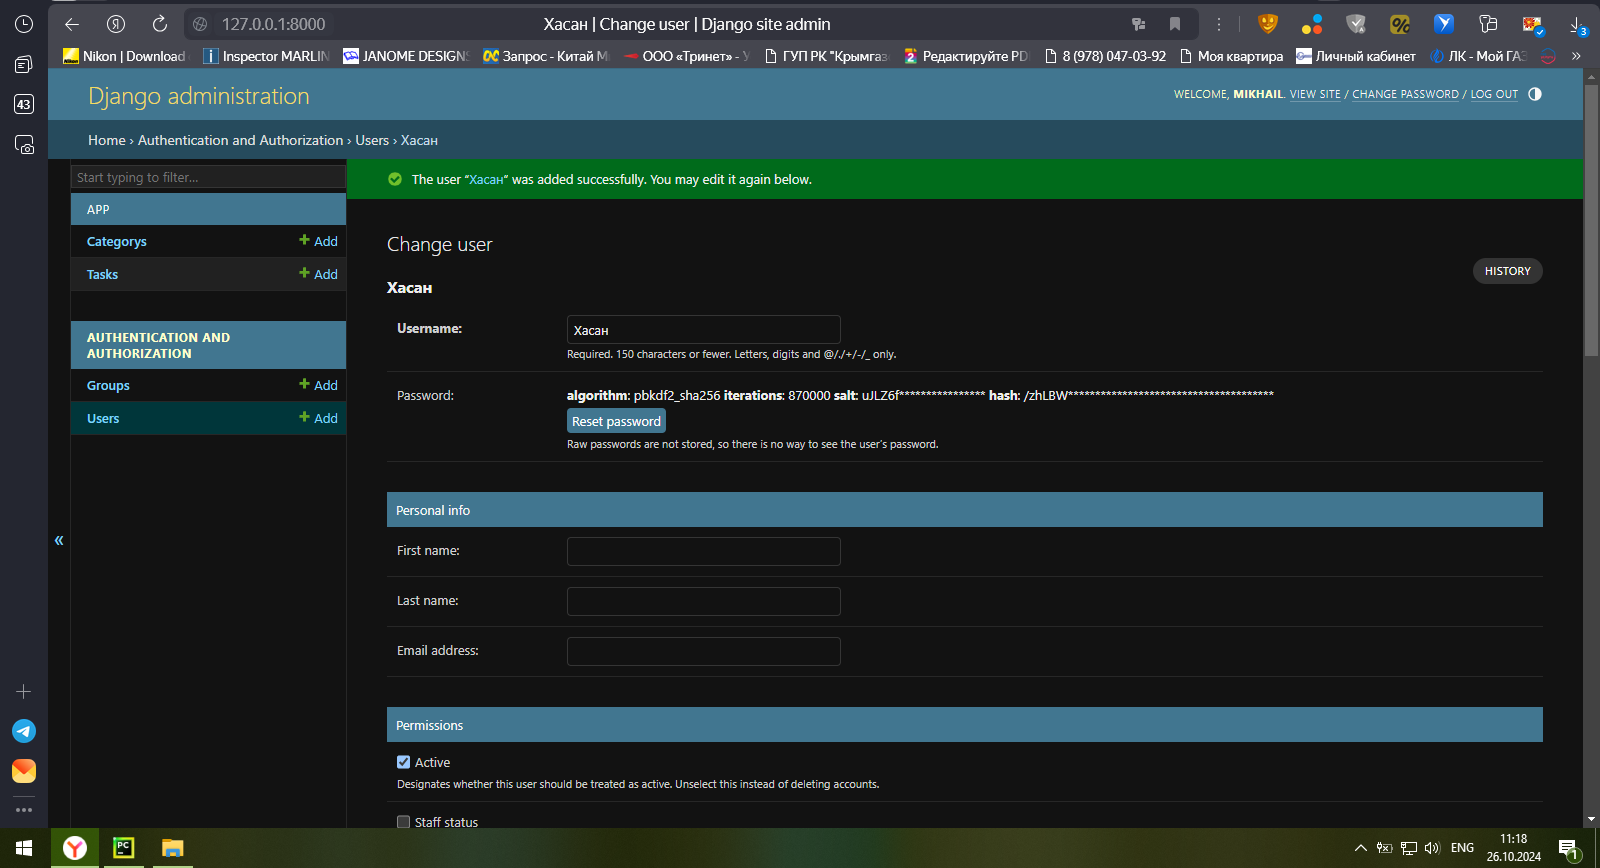 127.0.0.1:8000
Хасан | Change user | Django site admin
3
Nikon | Download
Inspector MARLIN
JANOME DESIGNS
Запрос - Китай М
ООО «Тринет» - У
ГУП РК "Крымгаз
Редактируйте PD
8 (978) 047-03-92
Моя квартира
Личный кабинет
ЛК - Мой ГАЗ
»
43
Django administration
WELCOME, MIKHAIL. VIEW SITE / CHANGE PASSWORD / LOG OUT
Home › Authentication and Authorization › Users › Хасан
Start typing to filter...
The user “Хасан” was added successfully. You may edit it again below.
APP
Categorys + Add
Tasks + Add
AUTHENTICATION AND
AUTHORIZATION
Groups + Add
Users + Add
«
Change user
HISTORY
Хасан
Username:
Хасан
Required. 150 characters or fewer. Letters, digits and @/./+/-/_ only.
Password:
algorithm: pbkdf2_sha256 iterations: 870000 salt: uJLZ6f**************** hash: /zhLBW**************************************
Reset password
Raw passwords are not stored, so there is no way to see the user’s password.
Personal info
First name:
Last name:
Email address:
Permissions
Active
Designates whether this user should be treated as active. Unselect this instead of deleting accounts.
Staff status
PC
ENG
11:18
26.10.2024
1